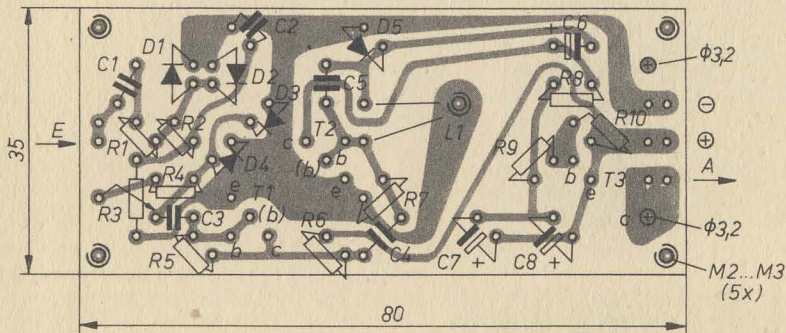 C2
D5
+ C6
D1
Φ3,2
C1
D2
C5
R8
D3
⊖
L1
R10
T2
35
E
R1
R2
c
⊕
R9
D4
(b)
b
A
R4
b
T3
e
e
e
R7
T1
R3
(b)
C3
c
Φ3,2
R6
R5
b
c
C4
C7
+
C8
+
M2...M3
(5x)
80